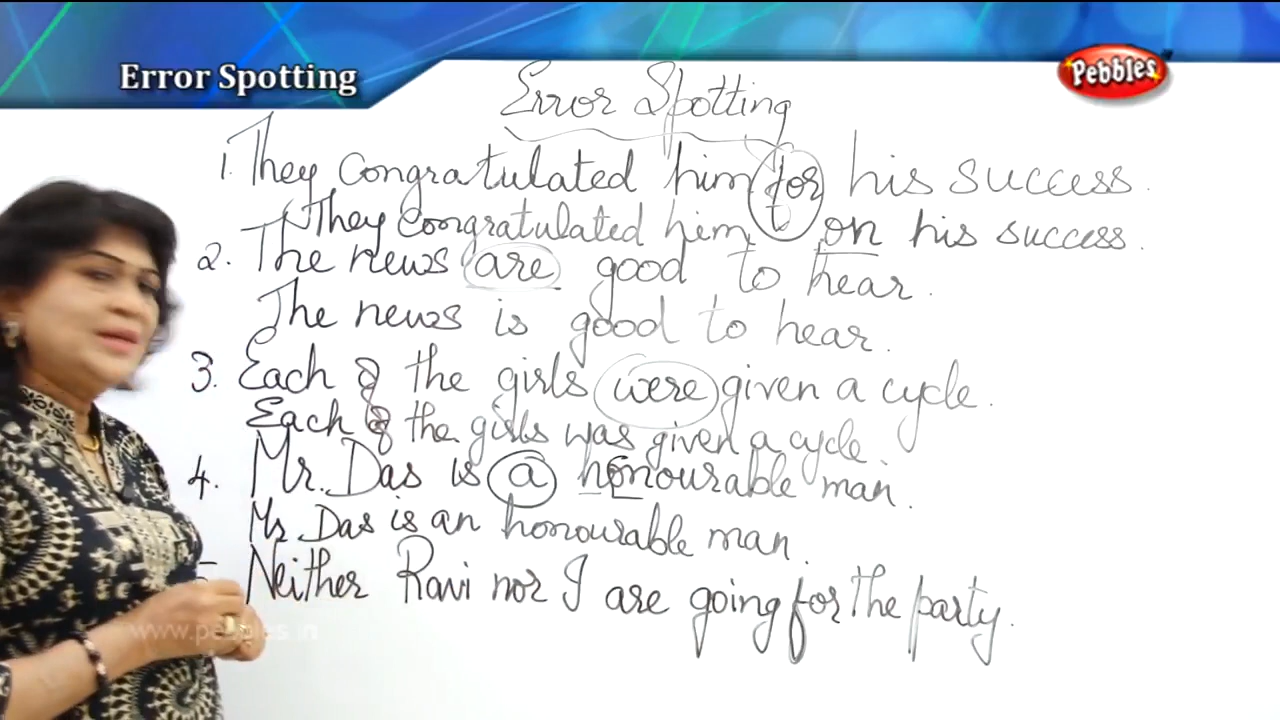 Error Spotting
Pebbles
Error Spotting
1. They congratulated him for his success.
They congratulated him on his success.
2. The news are good to hear.
The news is good to hear.
3. Each of the girls were given a cycle.
Each of the girls was given a cycle.
4. Mr. Das is a honourable man.
Mr. Das is an honourable man.
Neither Ravi nor I are going for the party.
www.pebbles.in